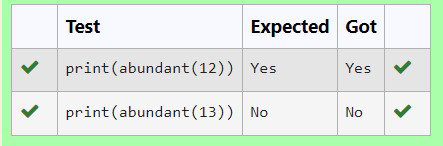 Test Expected Got
print(abundant(12)) Yes Yes
print(abundant(13)) No No